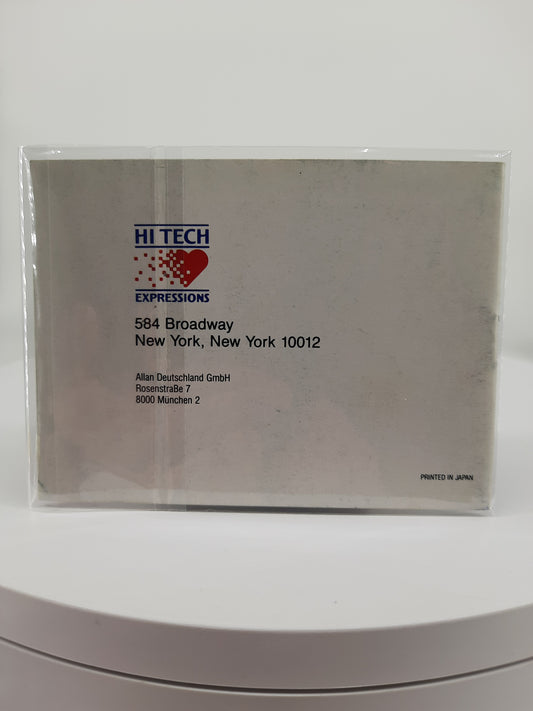 HI TECH
EXPRESSIONS
584 Broadway
New York, New York 10012
Allan Deutschland GmbH
Rosenstraße 7
8000 München 2
PRINTED IN JAPAN